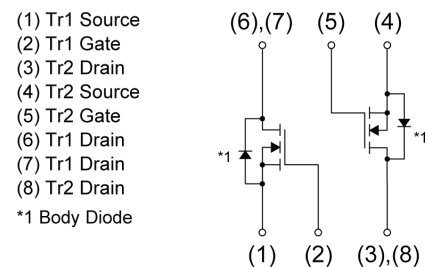 (1) Tr1 Source
(2) Tr1 Gate
(3) Tr2 Drain
(4) Tr2 Source
(5) Tr2 Gate
(6) Tr1 Drain
(7) Tr1 Drain
(8) Tr2 Drain
*1 Body Diode
(6),(7) (5) (4)
*1 *1
(1) (2) (3),(8)